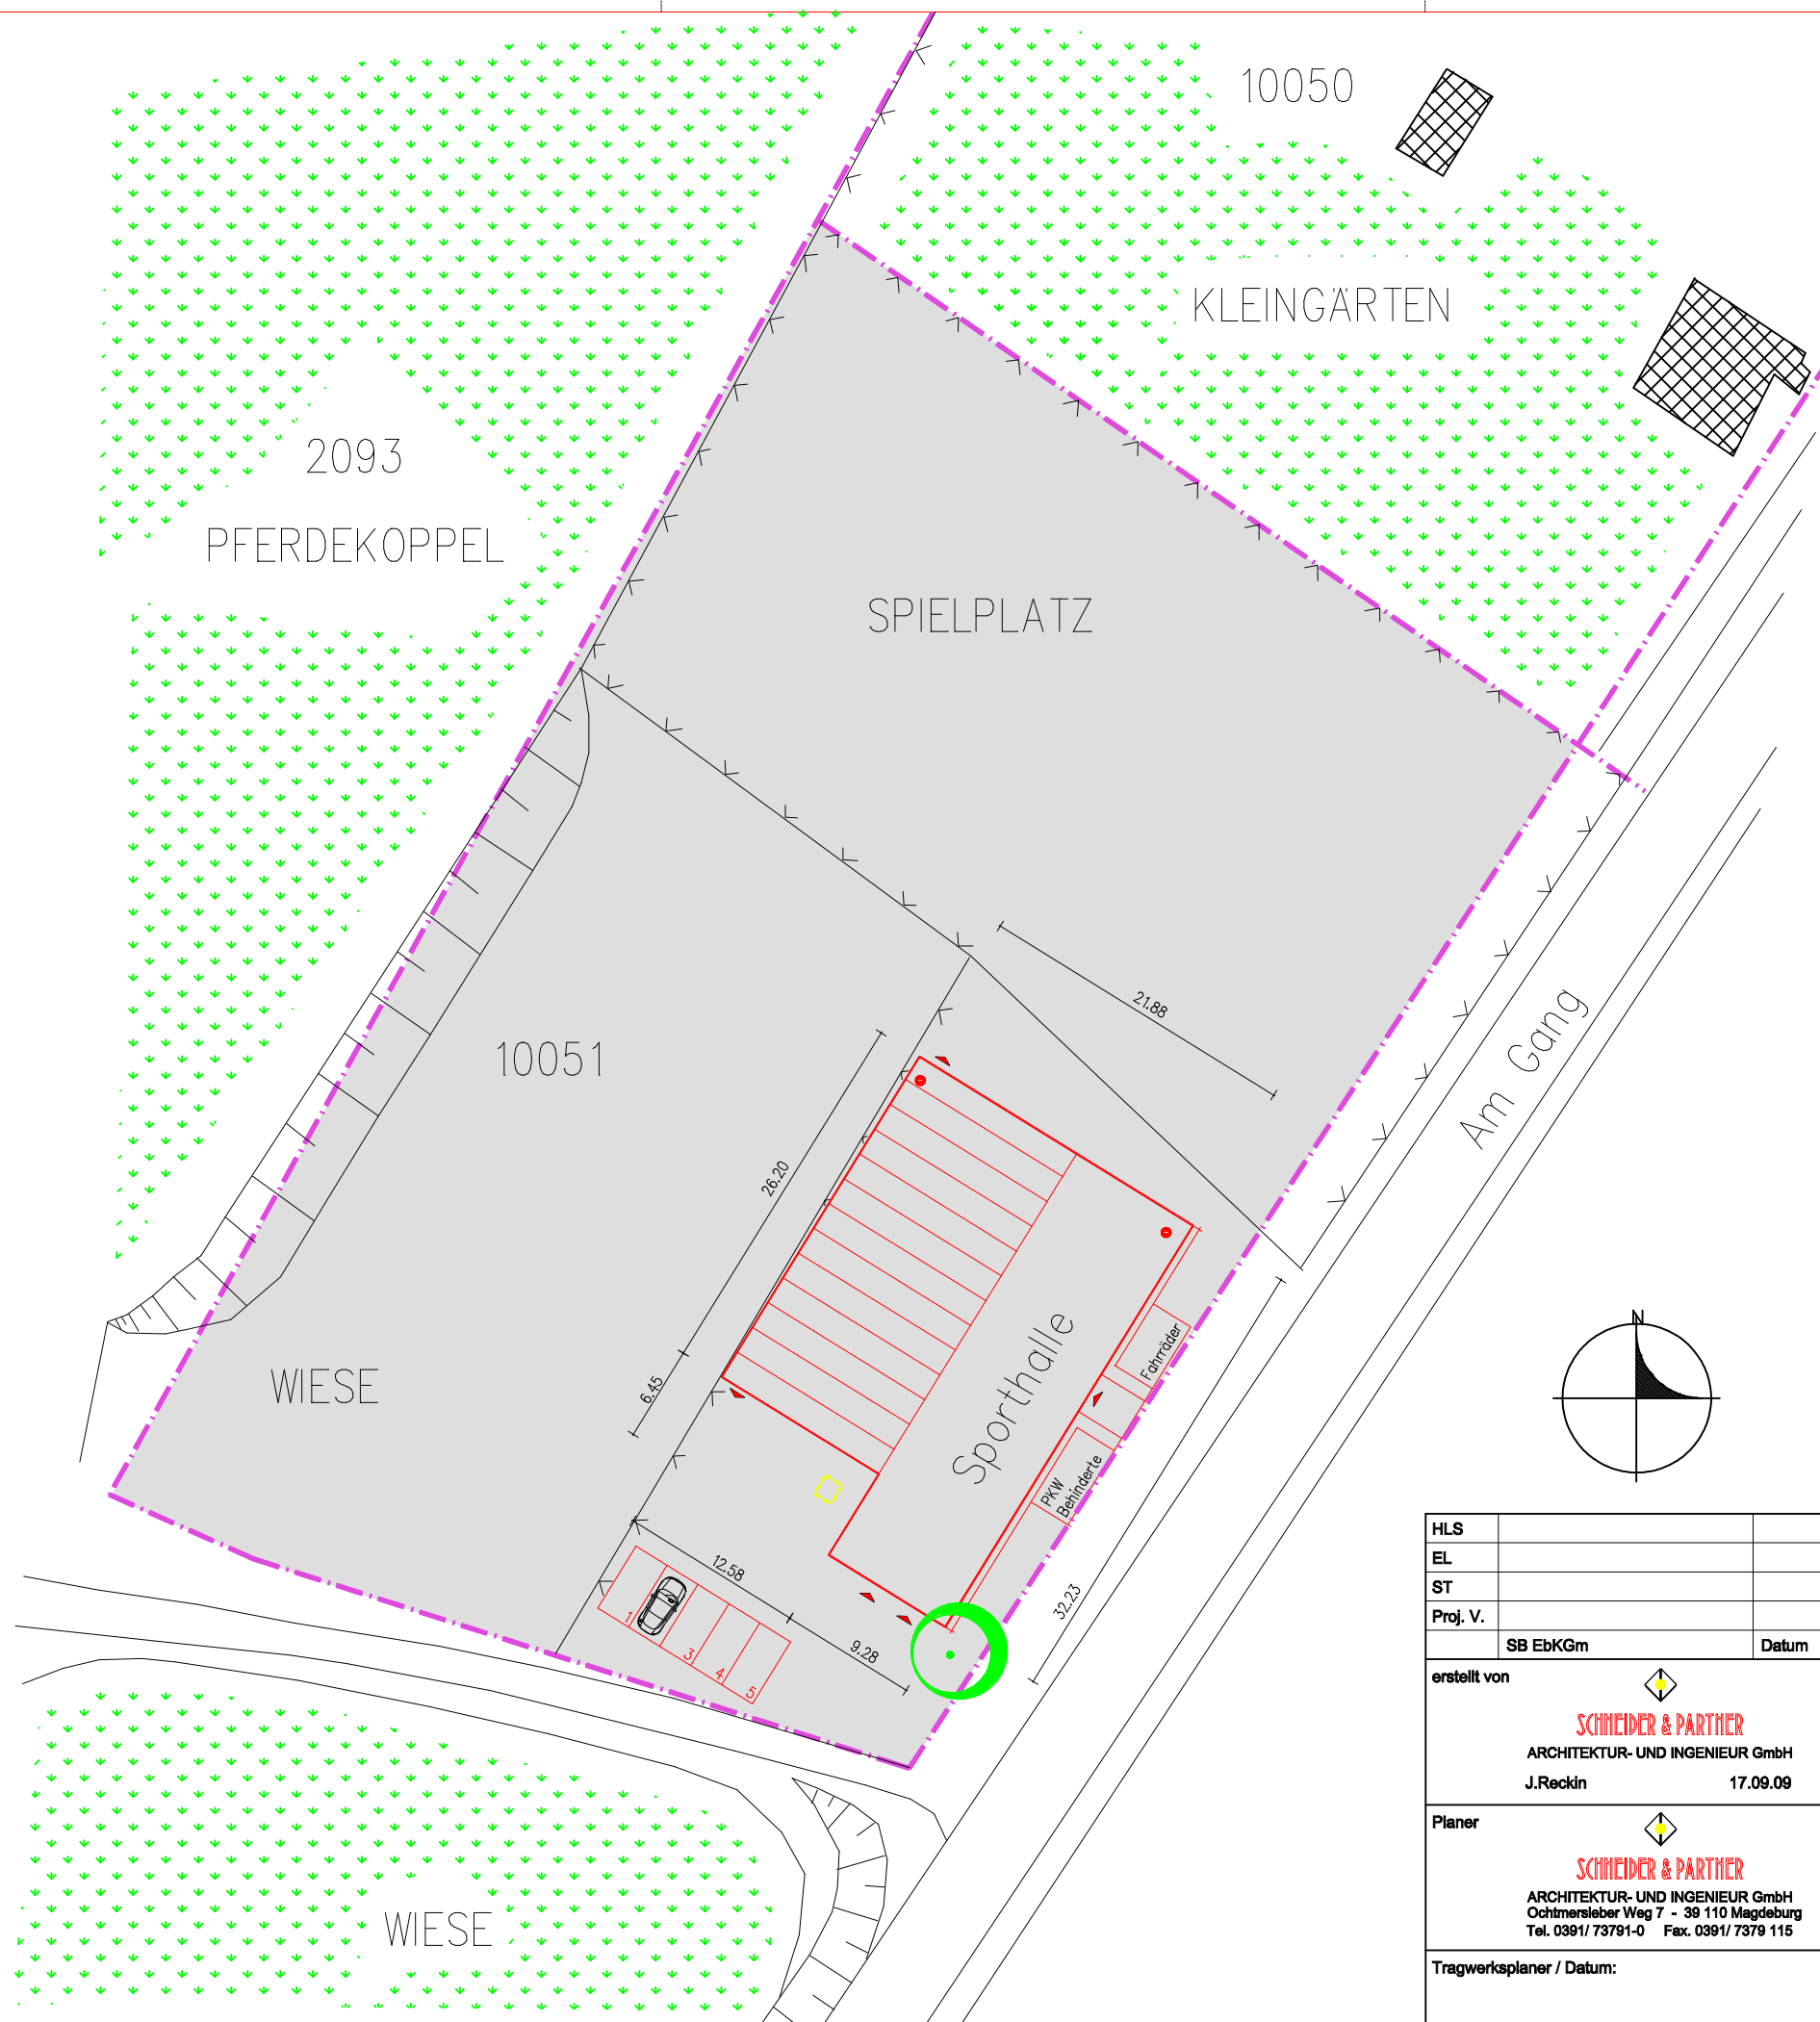 10050
KLEINGÄRTEN
2093
PFERDEKOPPEL
SPIELPLATZ
21.88
Am Gang
10051
26.20
Sporthalle
Fahrräder
N
6.45
WIESE
PKW
Behinderte
12.58
32.23
9.28
1
3
4
5
WIESE
HLS
EL
ST
Proj. V.
SB EbKGm Datum
erstellt von
SCHNEIDER & PARTNER
ARCHITEKTUR- UND INGENIEUR GmbH
J.Reckin 17.09.09
Planer
SCHNEIDER & PARTNER
ARCHITEKTUR- UND INGENIEUR GmbH
Ochtmersleber Weg 7 - 39 110 Magdeburg
Tel. 0391/ 73791-0 Fax. 0391/ 7379 115
Tragwerksplaner / Datum: